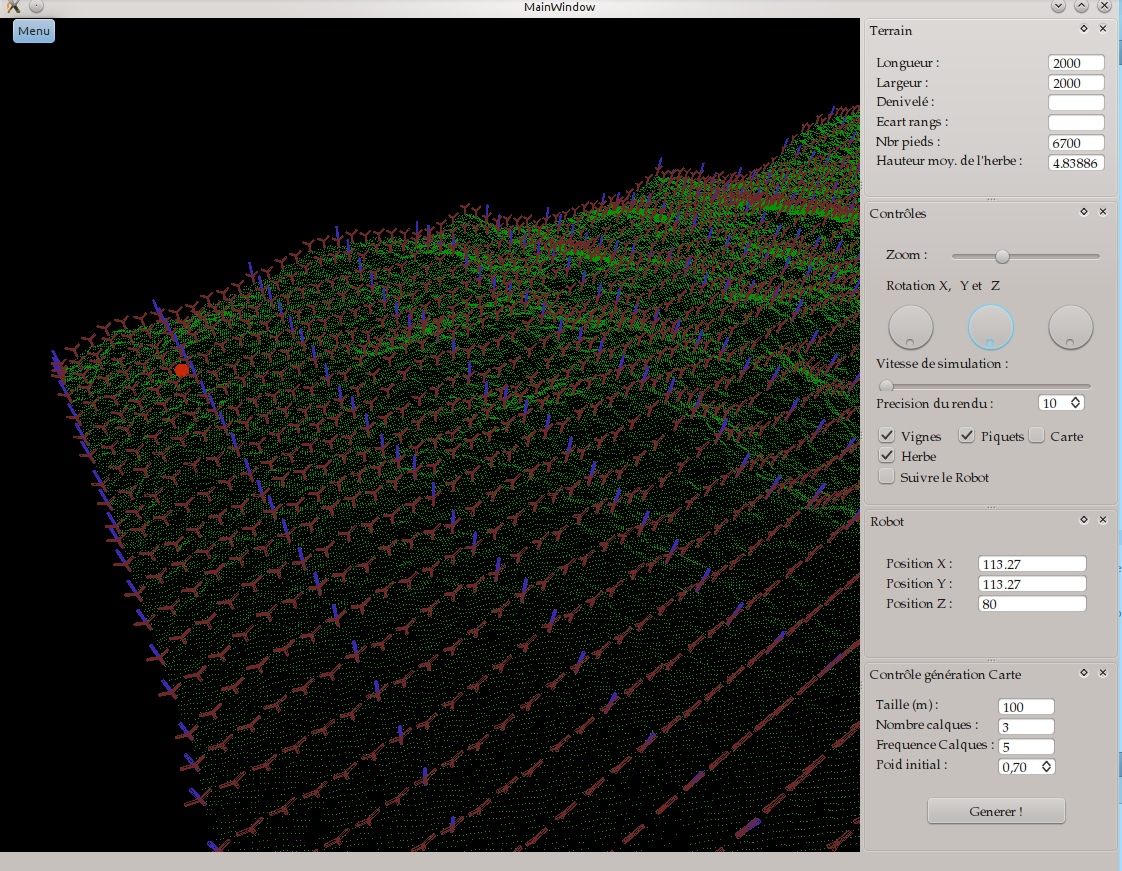 MainWindow
Menu
Terrain
Longueur : 2000
Largeur : 2000
Denivelé :
Ecart rangs :
Nbr pieds : 6700
Hauteur moy. de l'herbe : 4.83886
Contrôles
Zoom :
Rotation X, Y et Z
Vitesse de simulation :
Precision du rendu : 10
Vignes Piquets Carte
Herbe
Suivre le Robot
Robot
Position X : 113.27
Position Y : 113.27
Position Z : 80
Contrôle génération Carte
Taille (m) : 100
Nombre calques : 3
Frequence Calques : 5
Poid initial : 0,70
Generer !